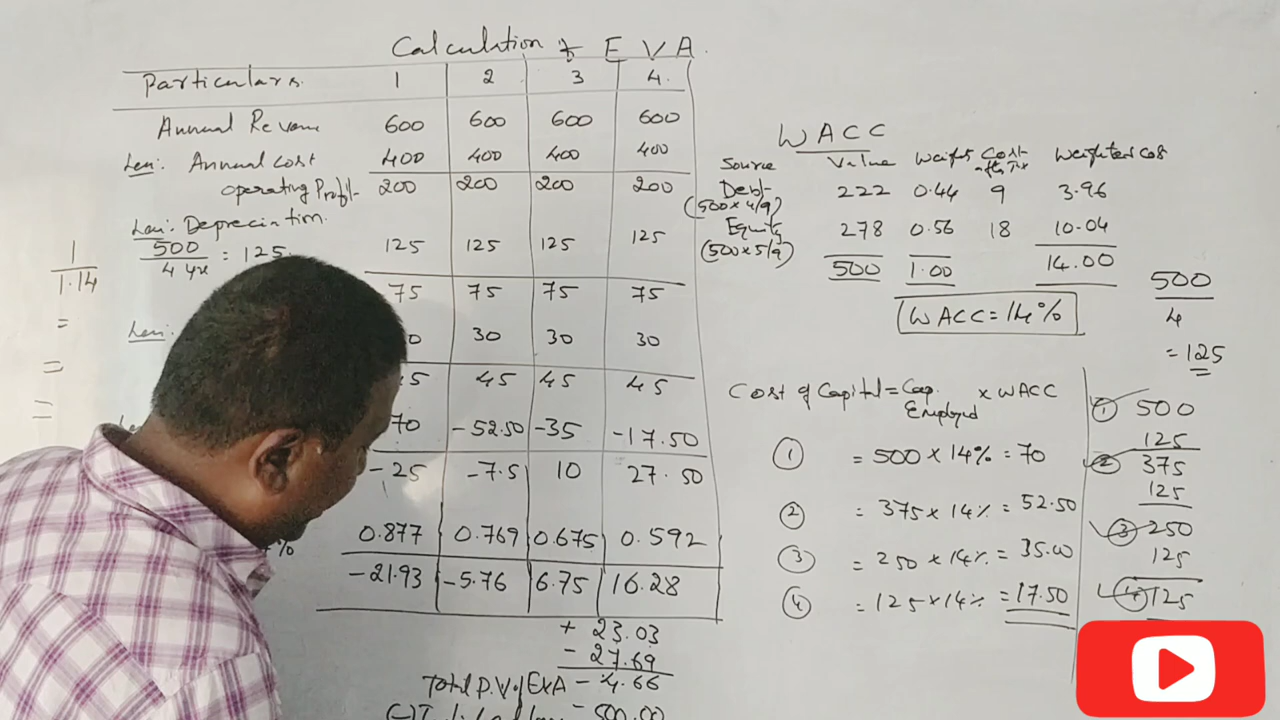 Calculation of E V A.
Particulars 1 2 3 4.
Annual Revenue 600 600 600 600
Less: Annual cost 400 400 400 400
operating Profit 200 200 200 200
Less: Depreciation.
500 / 4 yrs = 125 125 125 125 125
75 75 75 75
Less: 0 30 30 30
5 45 45 45
70 -52.50 -35 -17.50
-25 -7.5 10 27.50
% 0.877 0.769 0.675 0.592
-21.93 -5.76 6.75 16.28
+ 23.03
- 27.69
Total P.V. of EVA - 4.66
- 500.00
1 / 1.14
=
=
=
WACC
Source Value Weights Cost after Tax Weighted cost
Debt 222 0.44 9 3.96
(500 x 4/9)
Equity 278 0.56 18 10.04
(500 x 5/9)
500 1.00 14.00
WACC = 14%
500
4
= 125
Cost of Capital = Cap. Employed x WACC
① = 500 x 14% = 70
② = 375 x 14% = 52.50
③ = 250 x 14% = 35.00
④ = 125 x 14% = 17.50
① 500
125
② 375
125
③ 250
125
④ 125